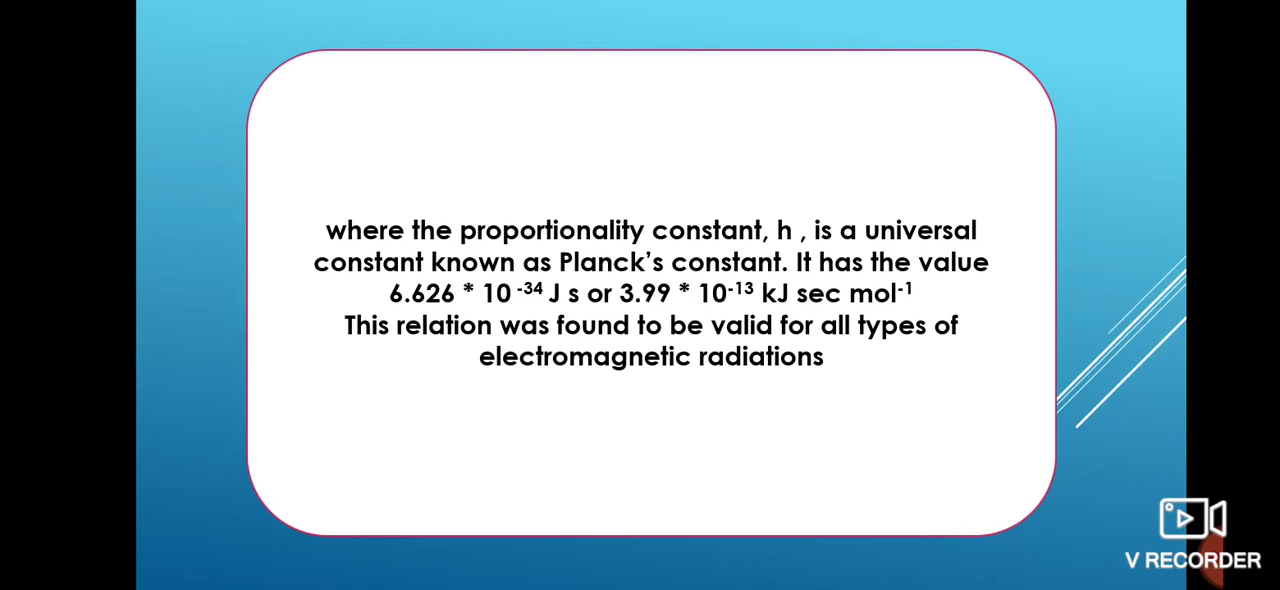 where the proportionality constant, h , is a universal
constant known as Planck’s constant. It has the value
6.626 * 10 ⁻³⁴ J s or 3.99 * 10⁻¹³ kJ sec mol⁻¹
This relation was found to be valid for all types of
electromagnetic radiations
V RECORDER